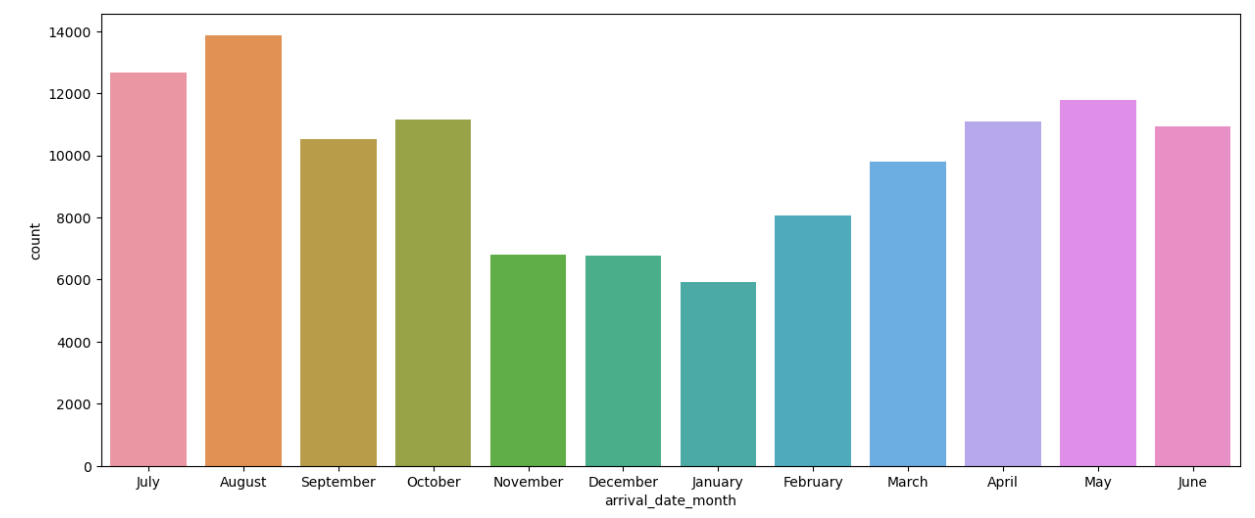 14000
12000
10000
8000
6000
4000
2000
0
count
July August September October November December January February March April May June
arrival_date_month